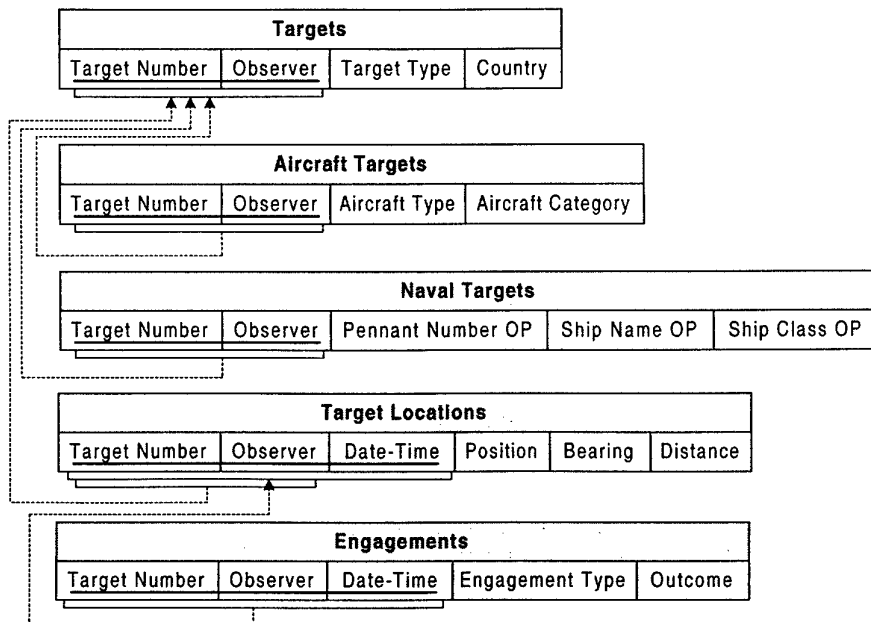 Targets
Target Number Observer Target Type Country
Aircraft Targets
Target Number Observer Aircraft Type Aircraft Category
Naval Targets
Target Number Observer Pennant Number OP Ship Name OP Ship Class OP
Target Locations
Target Number Observer Date-Time Position Bearing Distance
Engagements
Target Number Observer Date-Time Engagement Type Outcome